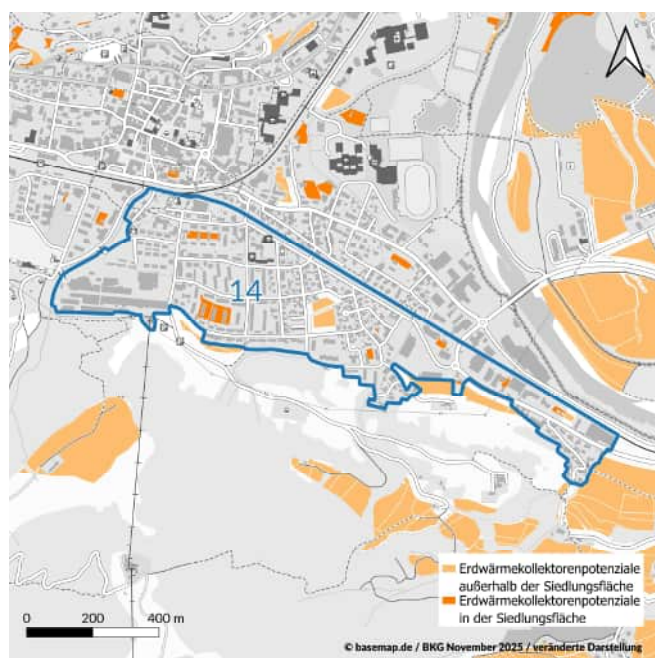 14
Erdwärmekollektorenpotenziale
außerhalb der Siedlungsfläche
Erdwärmekollektorenpotenziale
in der Siedlungsfläche
0 200 400 m
© basemap.de / BKG November 2025 / veränderte Darstellung